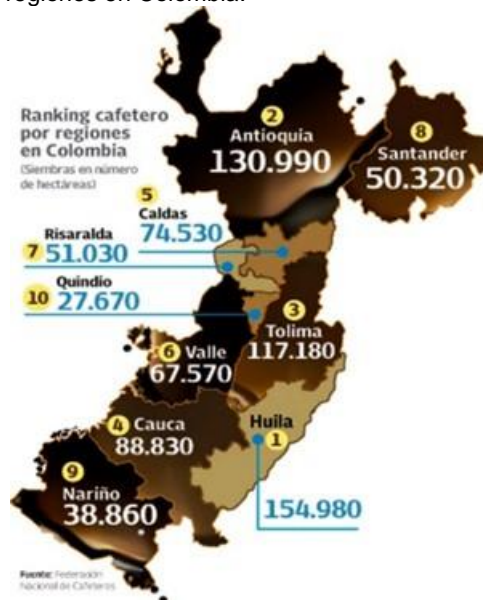 regiones en Colombia.
Ranking cafetero
por regiones
en Colombia
(Siembras en número
de hectáreas)
2
Antioquia
130.990
8
Santander
50.320
5
Caldas
74.530
Risaralda
7 51.030
Quindío
10 27.670
3
Tolima
117.180
6 Valle
67.570
4 Cauca
88.830
Huila
1
154.980
9
Nariño
38.860
Fuente: Federación
Nacional de Cafeteros